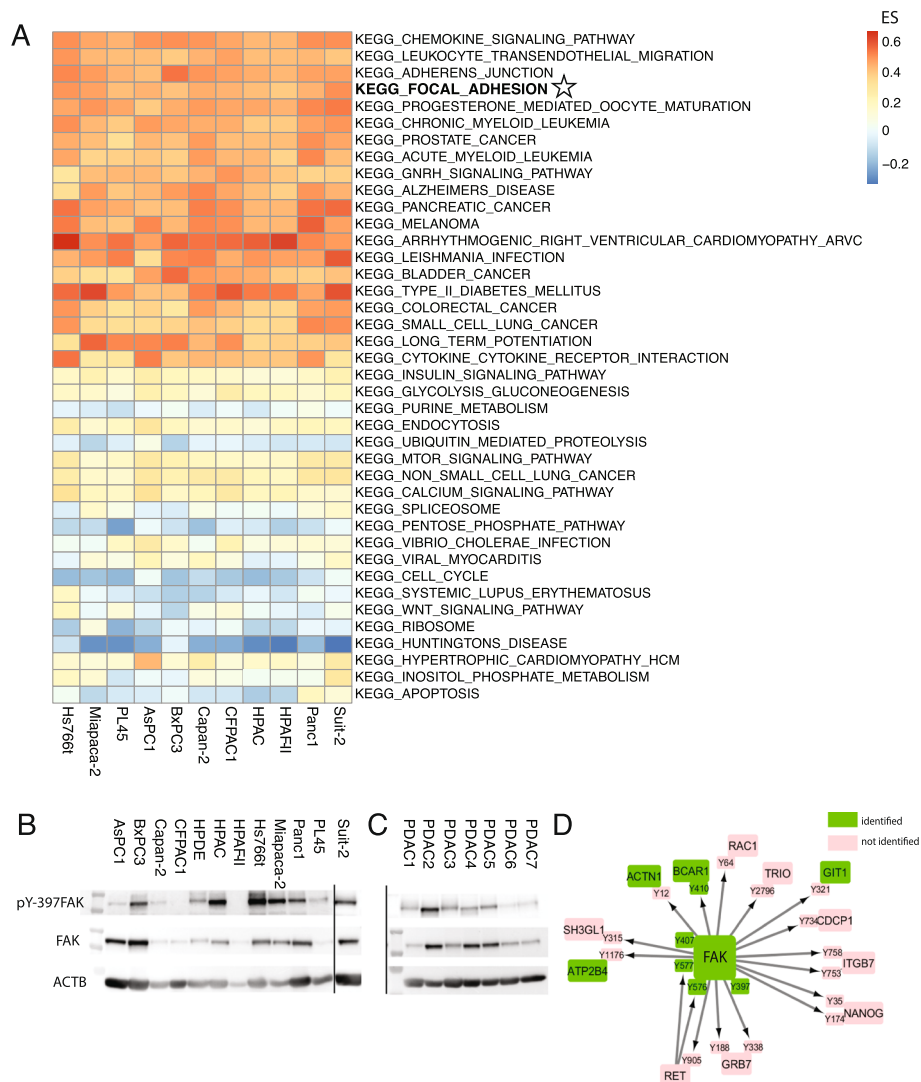 A
ES
KEGG_CHEMOKINE_SIGNALING_PATHWAY
KEGG_LEUKOCYTE_TRANSENDOTHELIAL_MIGRATION
KEGG_ADHERENS_JUNCTION
KEGG_FOCAL_ADHESION
KEGG_PROGESTERONE_MEDIATED_OOCYTE_MATURATION
KEGG_CHRONIC_MYELOID_LEUKEMIA
KEGG_PROSTATE_CANCER
KEGG_ACUTE_MYELOID_LEUKEMIA
KEGG_GNRH_SIGNALING_PATHWAY
KEGG_ALZHEIMERS_DISEASE
KEGG_PANCREATIC_CANCER
KEGG_MELANOMA
KEGG_ARRHYTHMOGENIC_RIGHT_VENTRICULAR_CARDIOMYOPATHY_ARVC
KEGG_LEISHMANIA_INFECTION
KEGG_BLADDER_CANCER
KEGG_TYPE_II_DIABETES_MELLITUS
KEGG_COLORECTAL_CANCER
KEGG_SMALL_CELL_LUNG_CANCER
KEGG_LONG_TERM_POTENTIATION
KEGG_CYTOKINE_CYTOKINE_RECEPTOR_INTERACTION
KEGG_INSULIN_SIGNALING_PATHWAY
KEGG_GLYCOLYSIS_GLUCONEOGENESIS
KEGG_PURINE_METABOLISM
KEGG_ENDOCYTOSIS
KEGG_UBIQUITIN_MEDIATED_PROTEOLYSIS
KEGG_MTOR_SIGNALING_PATHWAY
KEGG_NON_SMALL_CELL_LUNG_CANCER
KEGG_CALCIUM_SIGNALING_PATHWAY
KEGG_SPLICEOSOME
KEGG_PENTOSE_PHOSPHATE_PATHWAY
KEGG_VIBRIO_CHOLERAE_INFECTION
KEGG_VIRAL_MYOCARDITIS
KEGG_CELL_CYCLE
KEGG_SYSTEMIC_LUPUS_ERYTHEMATOSUS
KEGG_WNT_SIGNALING_PATHWAY
KEGG_RIBOSOME
KEGG_HUNTINGTONS_DISEASE
KEGG_HYPERTROPHIC_CARDIOMYOPATHY_HCM
KEGG_INOSITOL_PHOSPHATE_METABOLISM
KEGG_APOPTOSIS
0.6
0.4
0.2
0
−0.2
Hs766t
Miapaca-2
PL45
AsPC1
BxPC3
Capan-2
CFPAC1
HPAC
HPAFII
Panc1
Suit-2
B
AsPC1
BxPC3
Capan-2
CFPAC1
HPDE
HPAC
HPAFII
Hs766t
Miapaca-2
Panc1
PL45
Suit-2
pY-397FAK
FAK
ACTB
C
PDAC1
PDAC2
PDAC3
PDAC4
PDAC5
PDAC6
PDAC7
D
identified
not identified
RAC1
Y64
ACTN1
Y12
BCAR1
Y410
TRIO
Y2796
GIT1
Y321
Y734
CDCP1
SH3GL1
Y315
Y1176
ATP2B4
Y407
FAK
Y577
Y576
Y397
Y758
ITGB7
Y753
Y35
NANOG
Y174
Y905
RET
Y188
Y338
GRB7